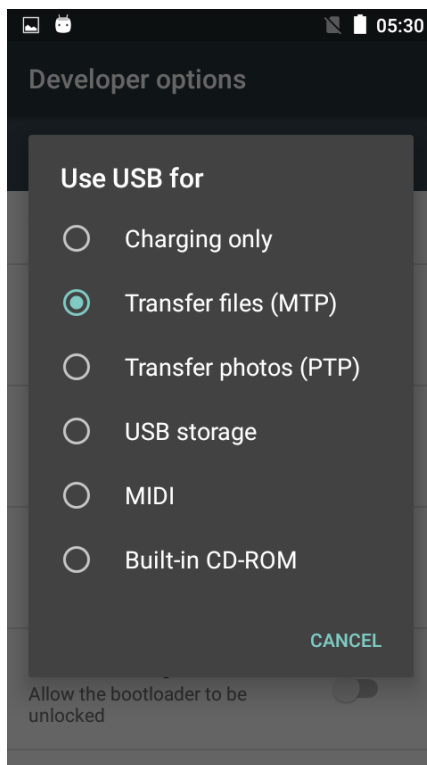 05:30
Developer options
Use USB for
Charging only
Transfer files (MTP)
Transfer photos (PTP)
USB storage
MIDI
Built-in CD-ROM
CANCEL
Allow the bootloader to be
unlocked